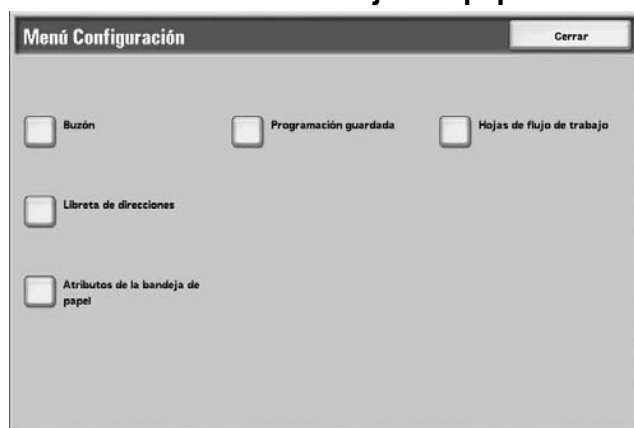 Menú Configuración
Cerrar
Buzón
Programación guardada
Hojas de flujo de trabajo
Libreta de direcciones
Atributos de la bandeja de
papel